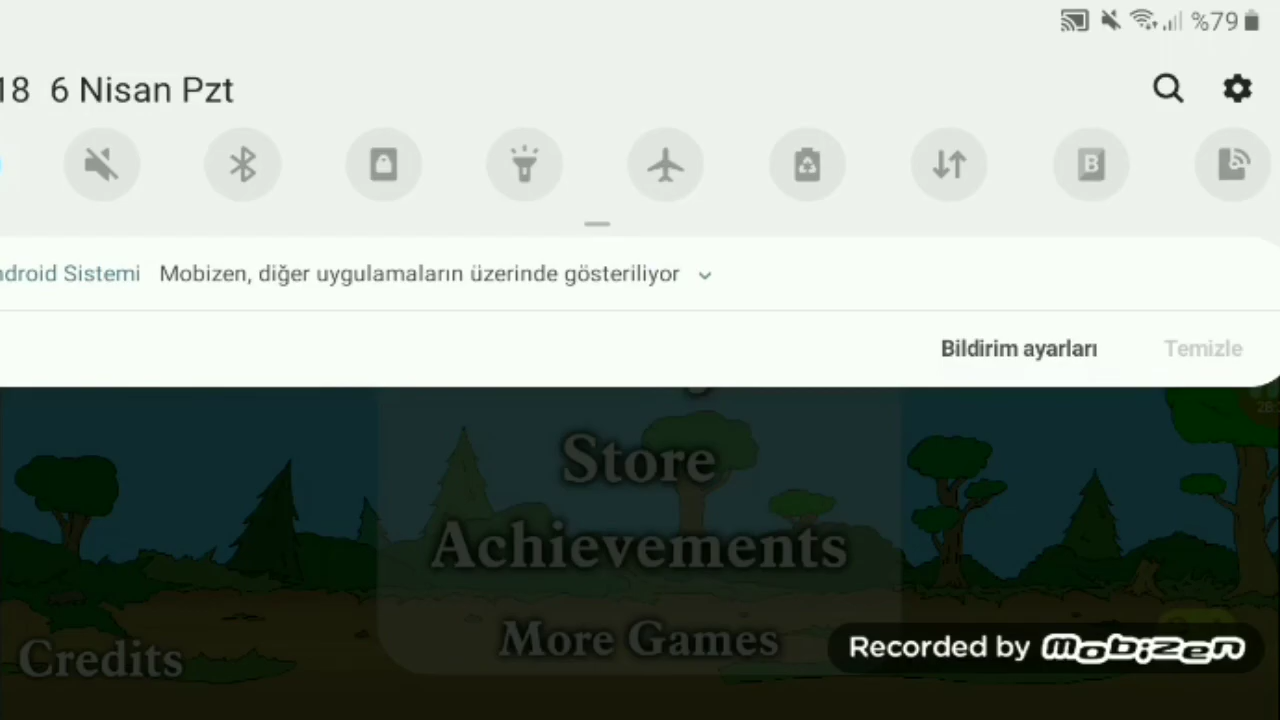 %79
18 6 Nisan Pzt
B
ndroid Sistemi Mobizen, diğer uygulamaların üzerinde gösteriliyor
Bildirim ayarları Temizle
Store
Achievements
More Games
Credits
Recorded by mobizen